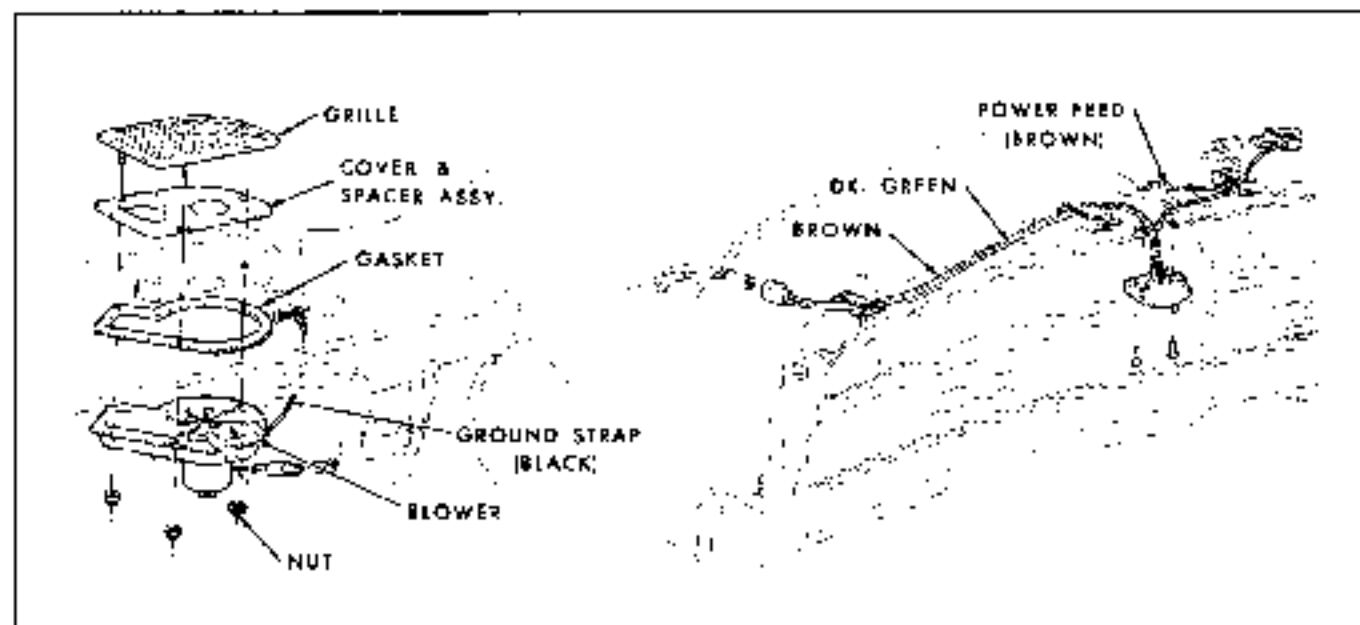 GRILLE
COVER &
SPACER ASSY.
GASKET
GROUND STRAP
(BLACK)
BLOWER
NUT
POWER FEED
(BROWN)
DK. GREEN
BROWN